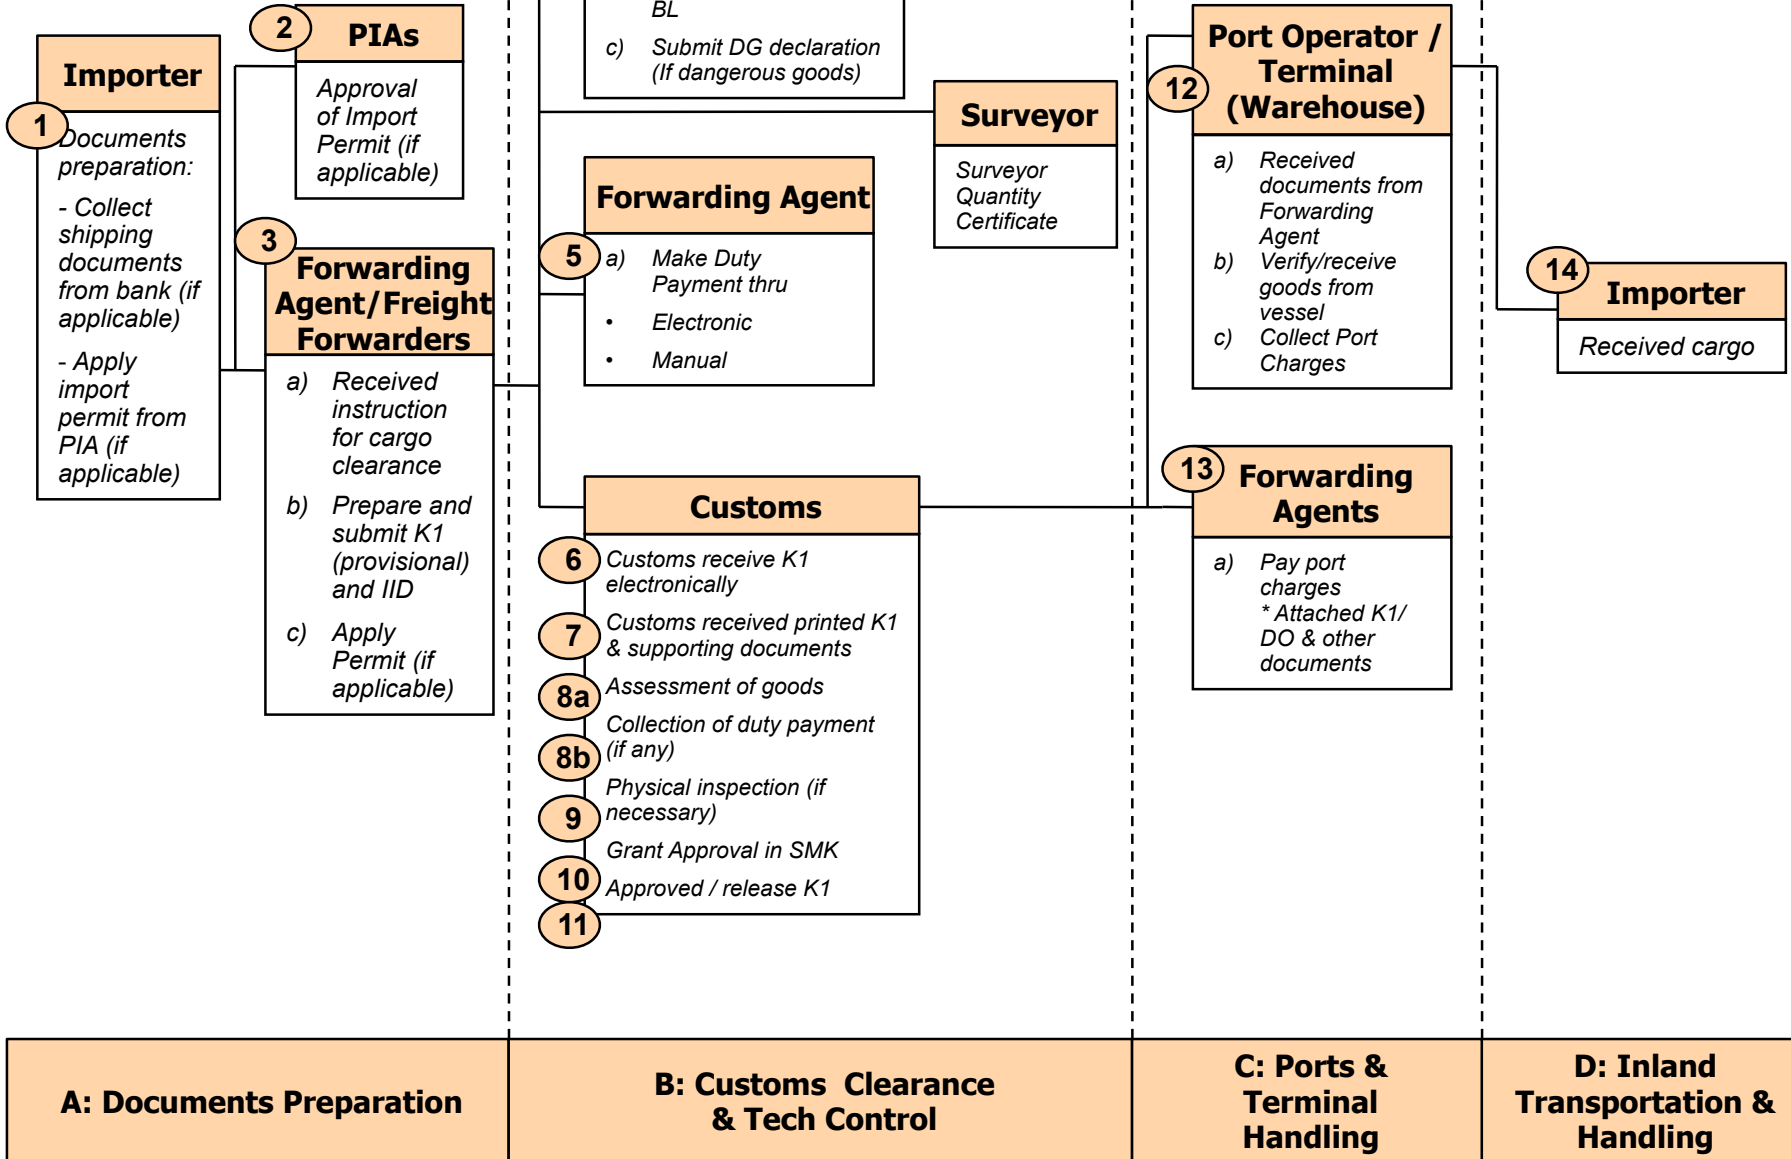 1
Importer
Documents
preparation:
- Collect
shipping
documents
from bank (if
applicable)
- Apply
import
permit from
PIA (if
applicable)
2
PIAs
Approval
of Import
Permit (if
applicable)
3
Forwarding
Agent/Freight
Forwarders
a) Received
instruction
for cargo
clearance
b) Prepare and
submit K1
(provisional)
and IID
c) Apply
Permit (if
applicable)
BL
c) Submit DG declaration
(If dangerous goods)
Surveyor
Surveyor
Quantity
Certificate
5
Forwarding Agent
a) Make Duty
Payment thru
• Electronic
• Manual
Customs
6 Customs receive K1
electronically
7 Customs received printed K1
& supporting documents
8a Assessment of goods
Collection of duty payment
8b (if any)
Physical inspection (if
9 necessary)
Grant Approval in SMK
10 Approved / release K1
11
12
Port Operator /
Terminal
(Warehouse)
a) Received
documents from
Forwarding
Agent
b) Verify/receive
goods from
vessel
c) Collect Port
Charges
13
Forwarding
Agents
a) Pay port
charges
* Attached K1/
DO & other
documents
14
Importer
Received cargo
A: Documents Preparation
B: Customs Clearance
& Tech Control
C: Ports &
Terminal
Handling
D: Inland
Transportation &
Handling